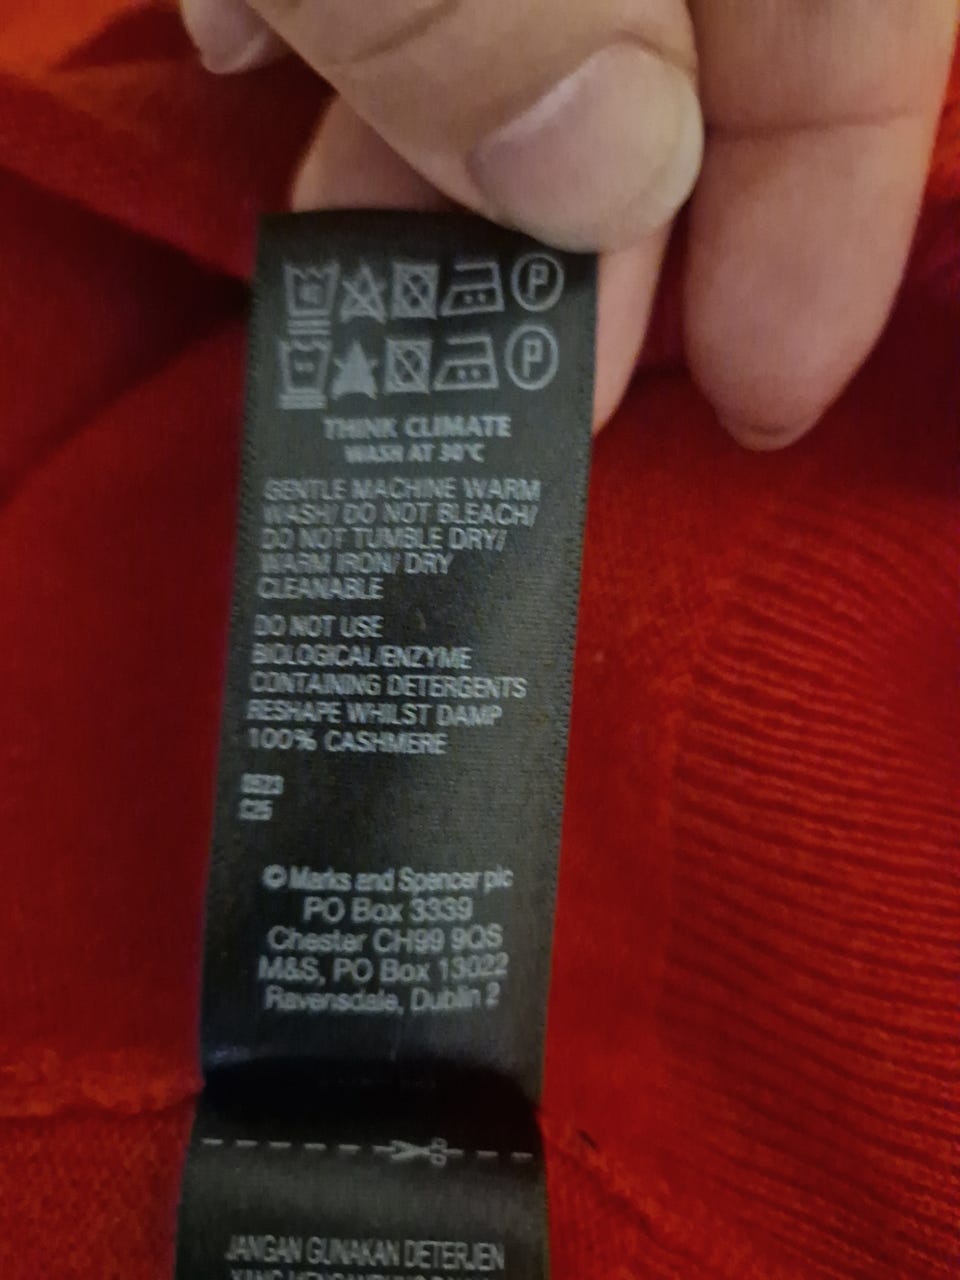 P
P
THINK CLIMATE
WASH AT 30°C
GENTLE MACHINE WARM
WASH/ DO NOT BLEACH/
DO NOT TUMBLE DRY/
WARM IRON/ DRY
CLEANABLE
DO NOT USE
BIOLOGICAL/ENZYME
CONTAINING DETERGENTS
RESHAPE WHILST DAMP
100% CASHMERE
© Marks and Spencer plc
PO Box 3339
Chester CH99 9QS
M&S, PO Box 13022
Ravensdale, Dublin 2
JANGAN GUNAKAN DETERJEN